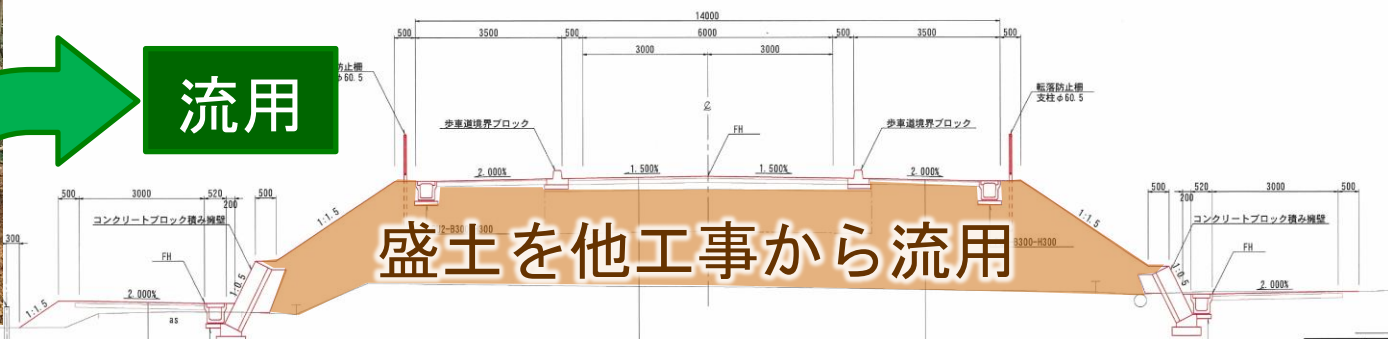 流用
14000
500 3500 500 6000 500 3500 500
3000 3000
防止柵
φ60.5
転落防止柵
支柱φ60.5
歩車道境界ブロック
FH
歩車道境界ブロック
2.000% 1.500% 1.500% 2.000%
500 3000 520 500
200
500 520 3000 500
200
1:1.5
1:1.5
コンクリートブロック積み擁壁
コンクリートブロック積み擁壁
盛土を他工事から流用
300
FH
FH
1:0.5
1:0.5
2.000%
2.000%
1:1.5
as